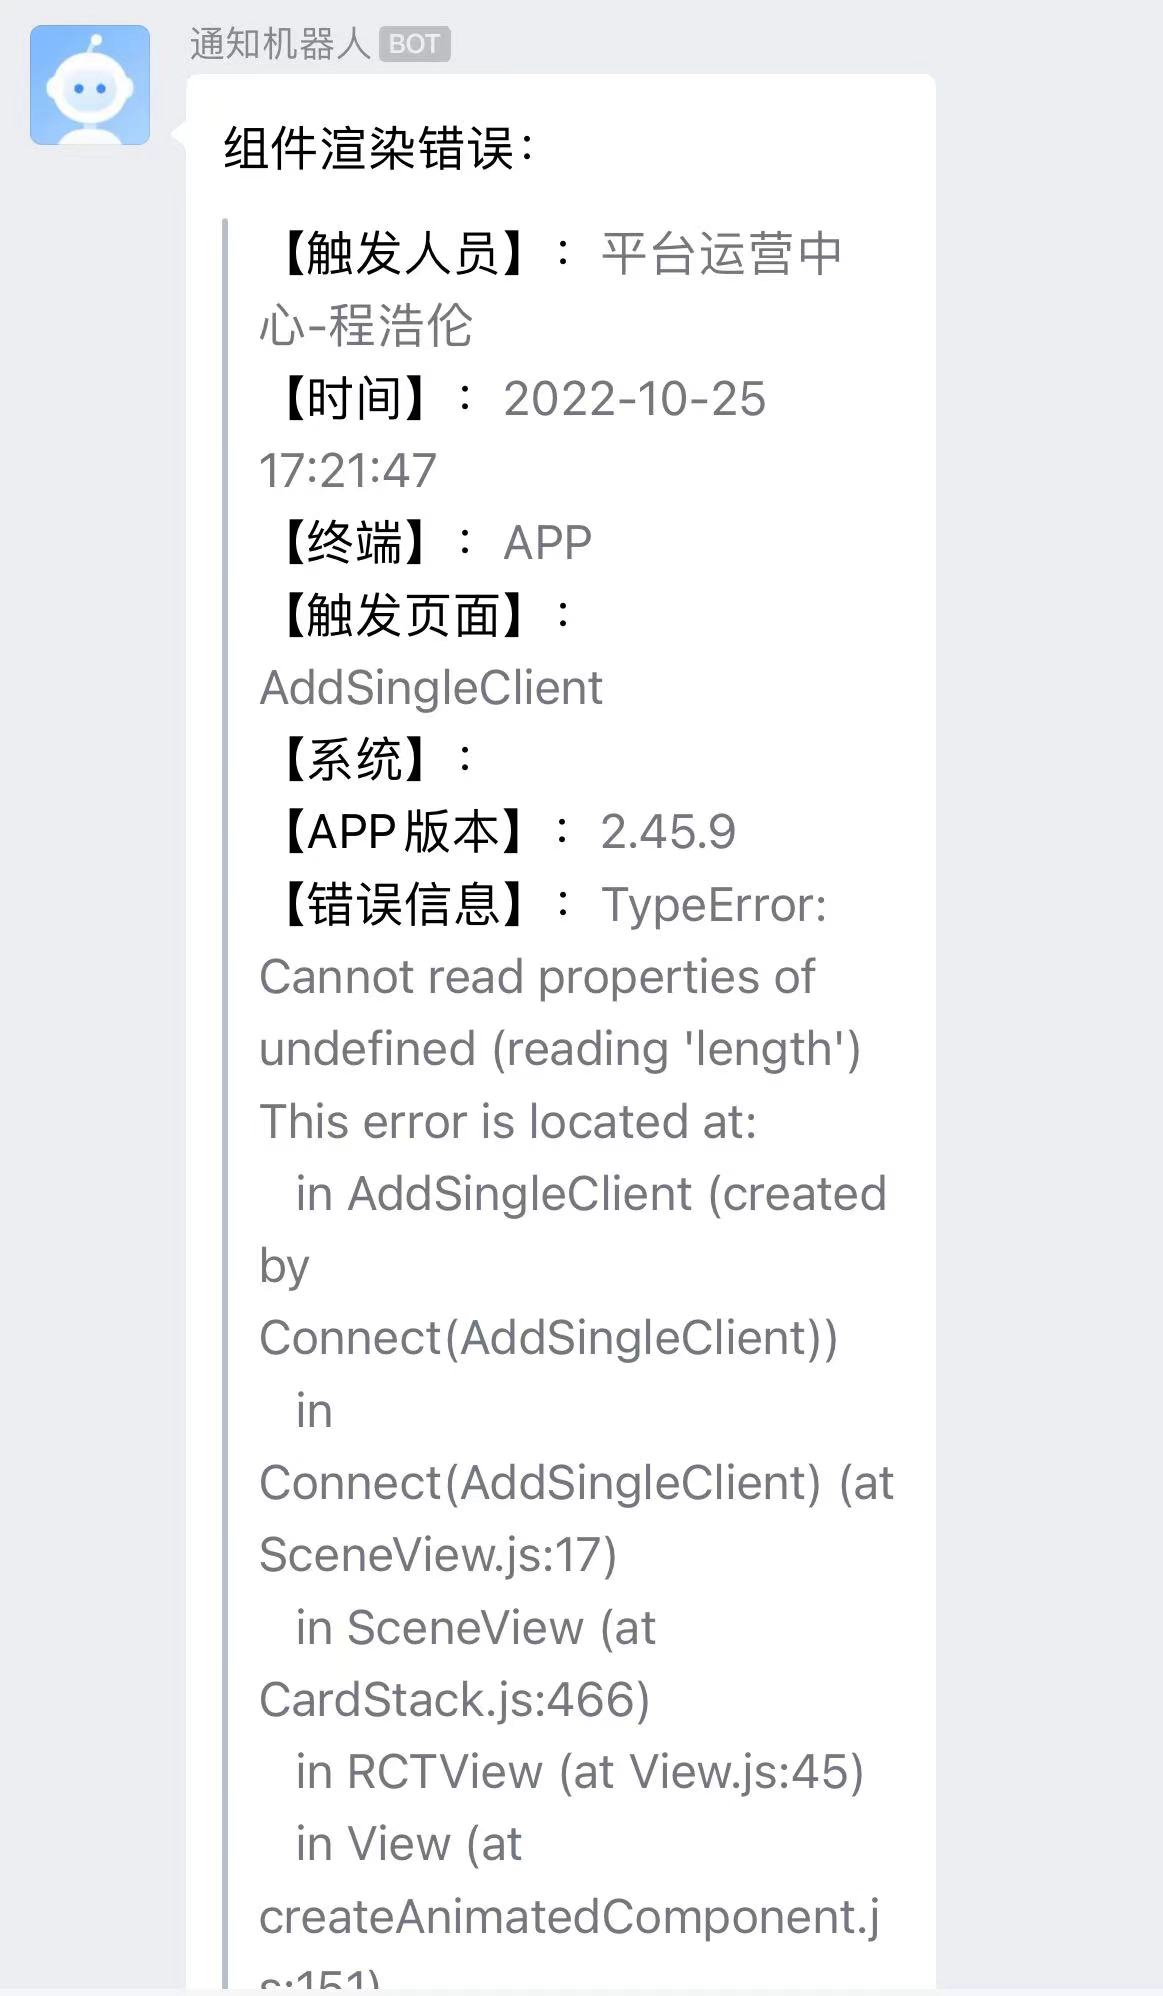 通知机器人 BOT
组件渲染错误：
【触发人员】：平台运营中
心-程浩伦
【时间】：2022-10-25
17:21:47
【终端】：APP
【触发页面】：
AddSingleClient
【系统】：
【APP版本】：2.45.9
【错误信息】：TypeError:
Cannot read properties of
undefined (reading 'length')
This error is located at:
in AddSingleClient (created
by
Connect(AddSingleClient))
in
Connect(AddSingleClient) (at
SceneView.js:17)
in SceneView (at
CardStack.js:466)
in RCTView (at View.js:45)
in View (at
createAnimatedComponent.j
s:151)